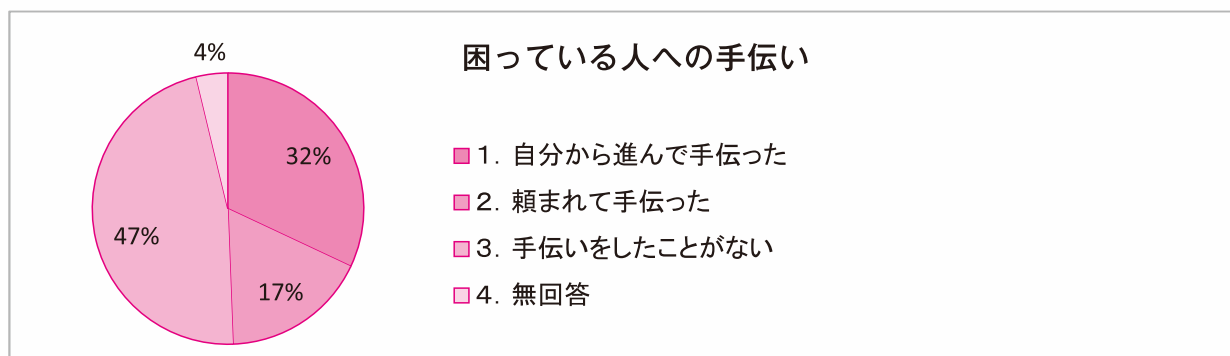 困っている人への手伝い
4%
32%
47%
17%
1．自分から進んで手伝った
2．頼まれて手伝った
3．手伝いをしたことがない
4．無回答